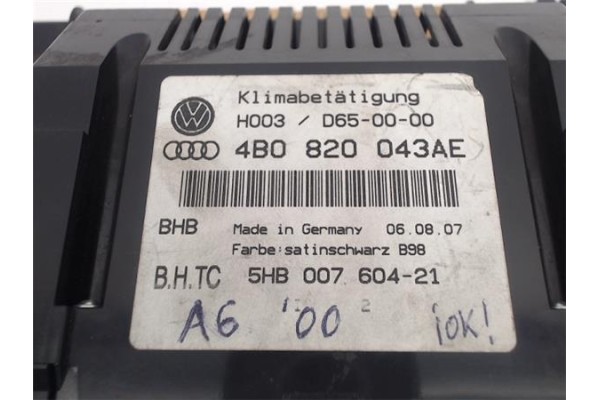 Klimabetätigung
H003 / D65-00-00
4B0 820 043AE
BHB Made in Germany 06.08.07
Farbe:satinschwarz B98
B.H.TC 5HB 007 604-21
2
A6 '00 ¡OK!